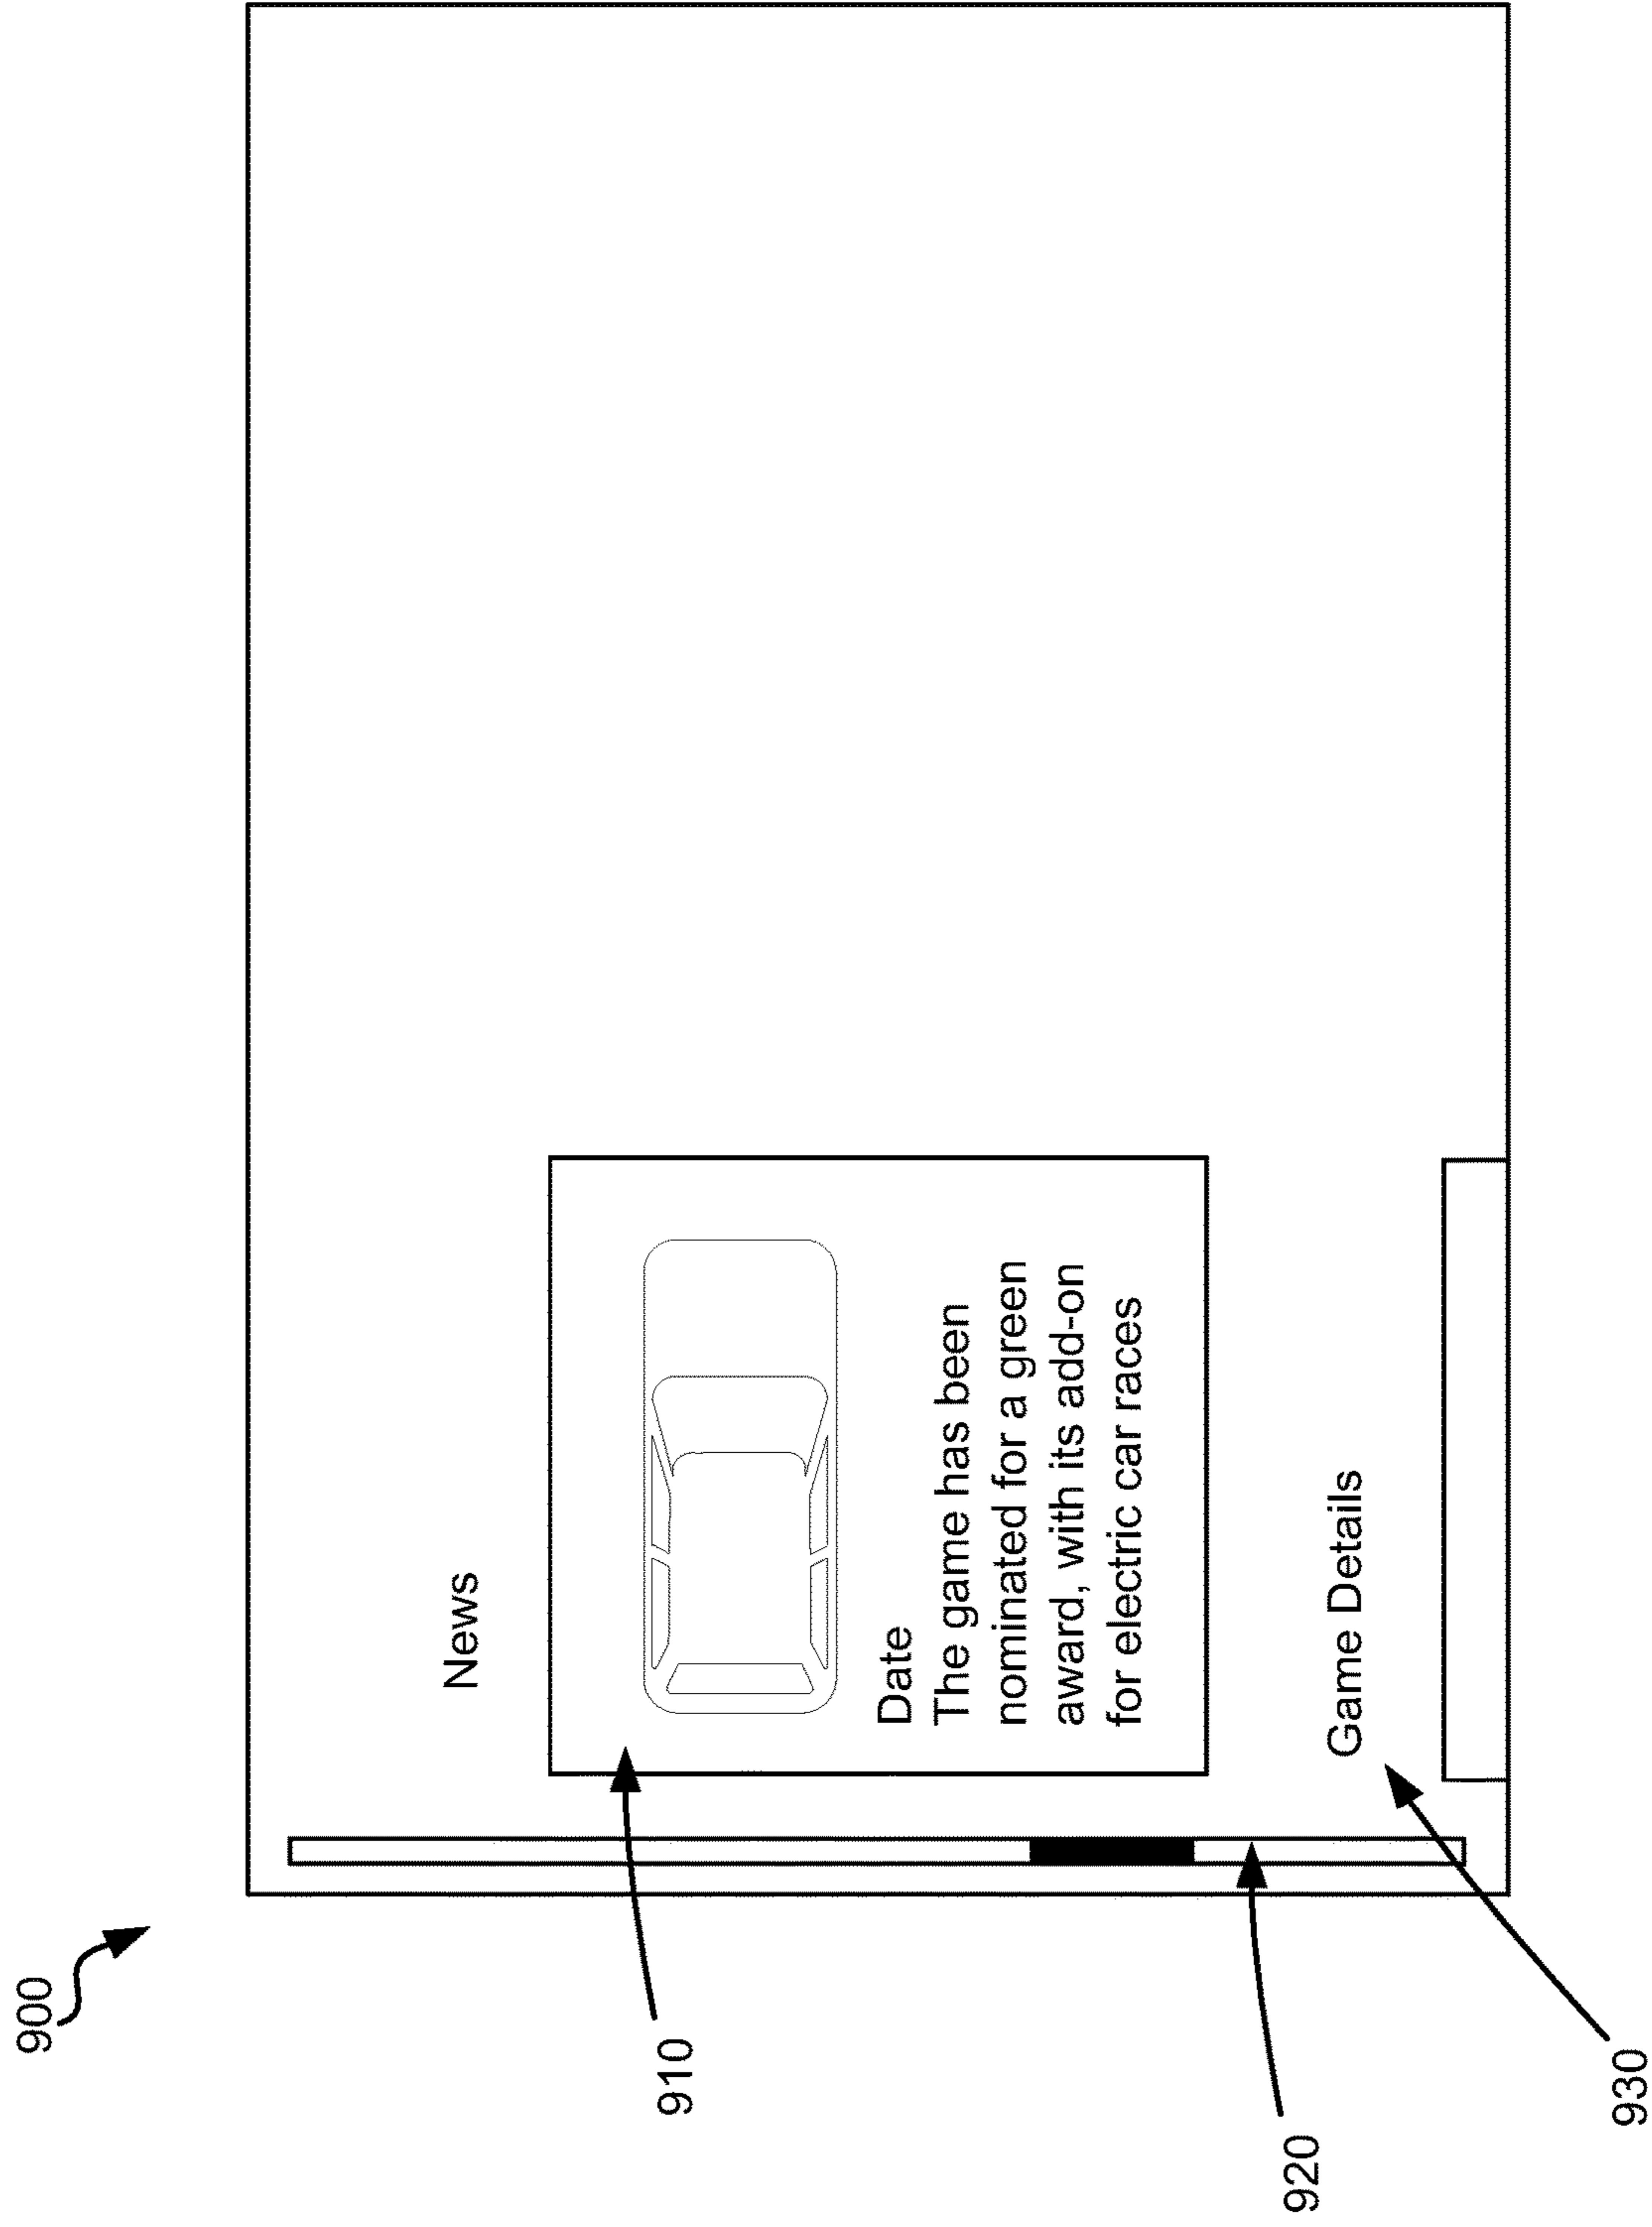 900
News
910
Date
The game has been
nominated for a green
award, with its add-on
for electric car races
920
Game Details
930